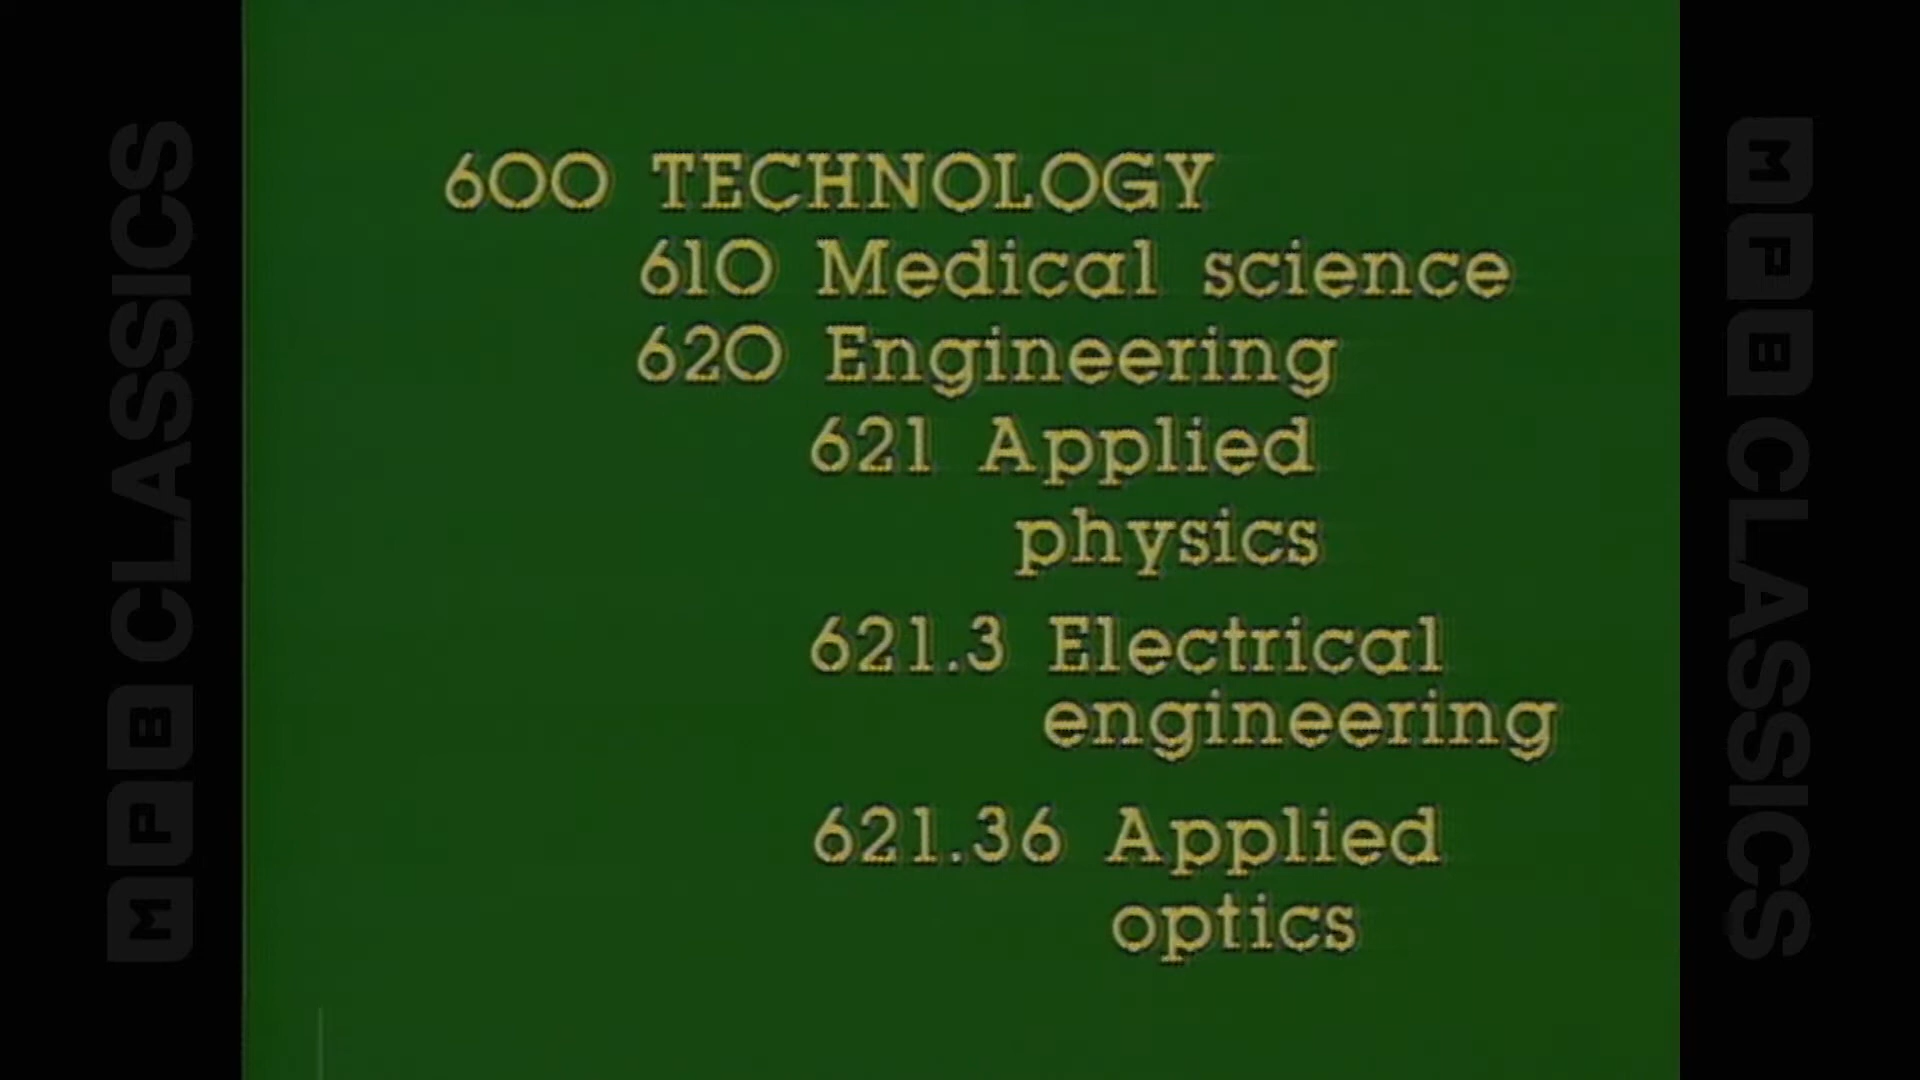 600 TECHNOLOGY
610 Medical science
620 Engineering
621 Applied
physics
621.3 Electrical
engineering
621.36 Applied
optics
MPB CLASSICS
MPB CLASSICS